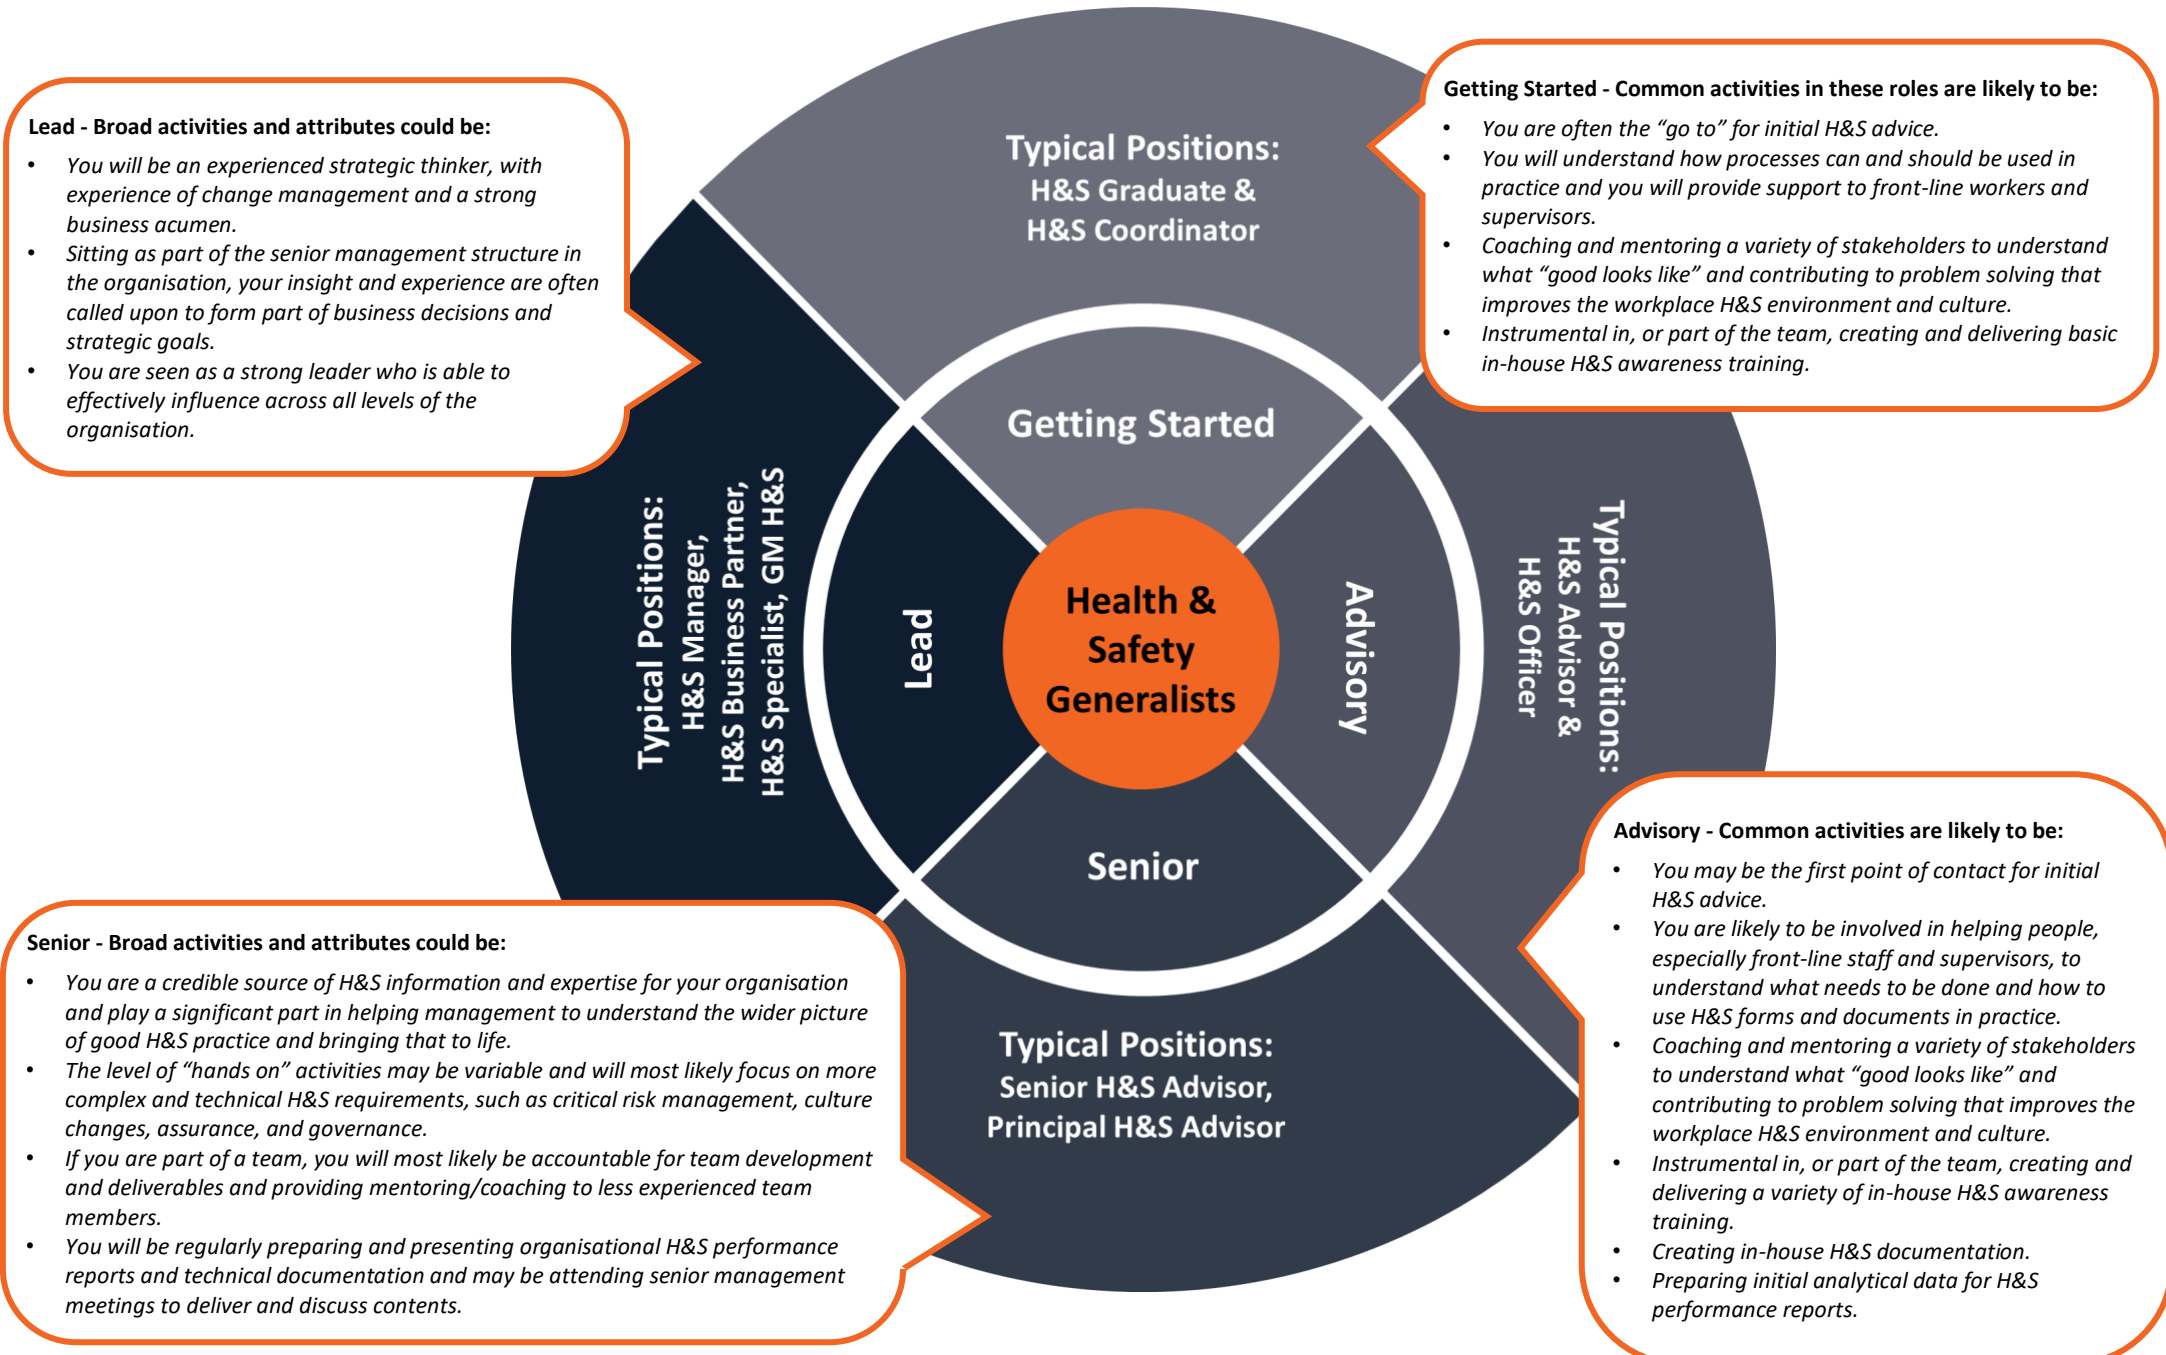 Lead - Broad activities and attributes could be:
• You will be an experienced strategic thinker, with
experience of change management and a strong
business acumen.
• Sitting as part of the senior management structure in
the organisation, your insight and experience are often
called upon to form part of business decisions and
strategic goals.
• You are seen as a strong leader who is able to
effectively influence across all levels of the
organisation.
Typical Positions:
H&S Graduate &
H&S Coordinator
Getting Started - Common activities in these roles are likely to be:
• You are often the “go to” for initial H&S advice.
• You will understand how processes can and should be used in
practice and you will provide support to front-line workers and
supervisors.
• Coaching and mentoring a variety of stakeholders to understand
what “good looks like” and contributing to problem solving that
improves the workplace H&S environment and culture.
• Instrumental in, or part of the team, creating and delivering basic
in-house H&S awareness training.
Getting Started
Typical Positions:
H&S Manager,
H&S Business Partner,
H&S Specialist, GM H&S
Lead
Health &
Safety
Generalists
Advisory
Typical Positions:
H&S Advisor &
H&S Officer
Senior
Typical Positions:
Senior H&S Advisor,
Principal H&S Advisor
Senior - Broad activities and attributes could be:
• You are a credible source of H&S information and expertise for your organisation
and play a significant part in helping management to understand the wider picture
of good H&S practice and bringing that to life.
• The level of “hands on” activities may be variable and will most likely focus on more
complex and technical H&S requirements, such as critical risk management, culture
changes, assurance, and governance.
• If you are part of a team, you will most likely be accountable for team development
and deliverables and providing mentoring/coaching to less experienced team
members.
• You will be regularly preparing and presenting organisational H&S performance
reports and technical documentation and may be attending senior management
meetings to deliver and discuss contents.
Advisory - Common activities are likely to be:
• You may be the first point of contact for initial
H&S advice.
• You are likely to be involved in helping people,
especially front-line staff and supervisors, to
understand what needs to be done and how to
use H&S forms and documents in practice.
• Coaching and mentoring a variety of stakeholders
to understand what “good looks like” and
contributing to problem solving that improves the
workplace H&S environment and culture.
• Instrumental in, or part of the team, creating and
delivering a variety of in-house H&S awareness
training.
• Creating in-house H&S documentation.
• Preparing initial analytical data for H&S
performance reports.